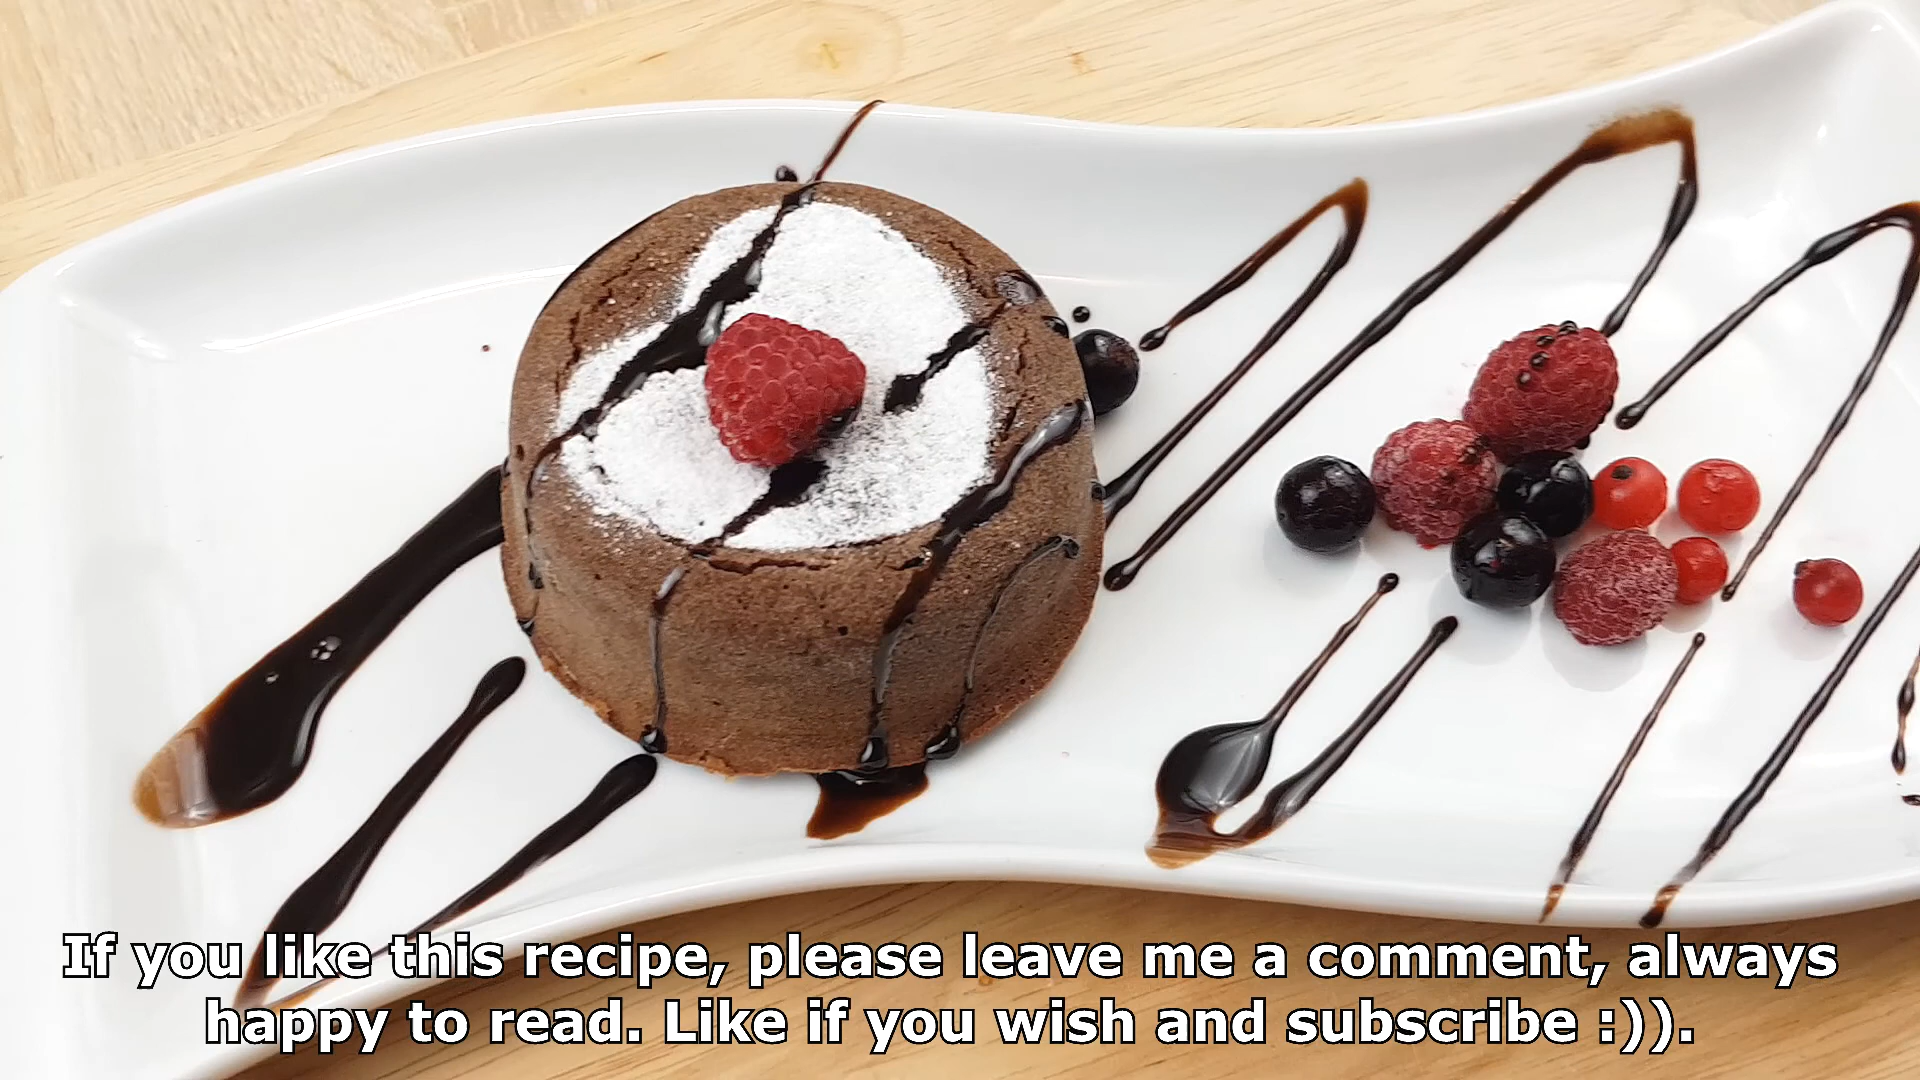 If you like this recipe, please leave me a comment, always
happy to read. Like if you wish and subscribe :)).